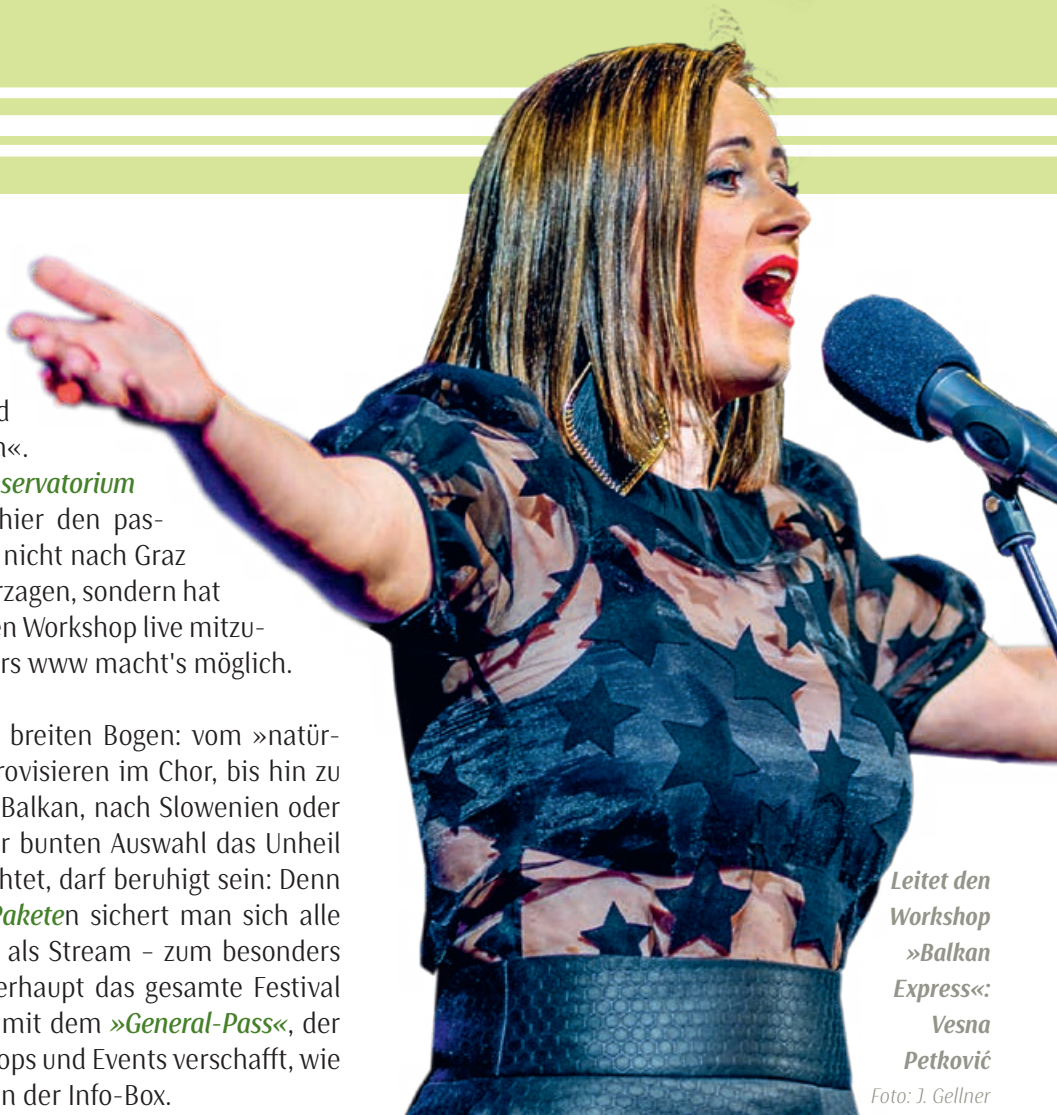 d
n«.
servatorium
hier den pas-
nicht nach Graz
rzagen, sondern hat
en Workshop live mitzu-
rs www macht's möglich.
breiten Bogen: vom »natür-
rovisieren im Chor, bis hin zu
Balkan, nach Slowenien oder
r bunten Auswahl das Unheil
htet, darf beruhigt sein: Denn
Paketen sichert man sich alle
als Stream – zum besonders
erhaupt das gesamte Festival
mit dem »General-Pass«, der
ops und Events verschafft, wie
n der Info-Box.
Leitet den
Workshop
»Balkan
Express«:
Vesna
Petković
Foto: J. Gellner